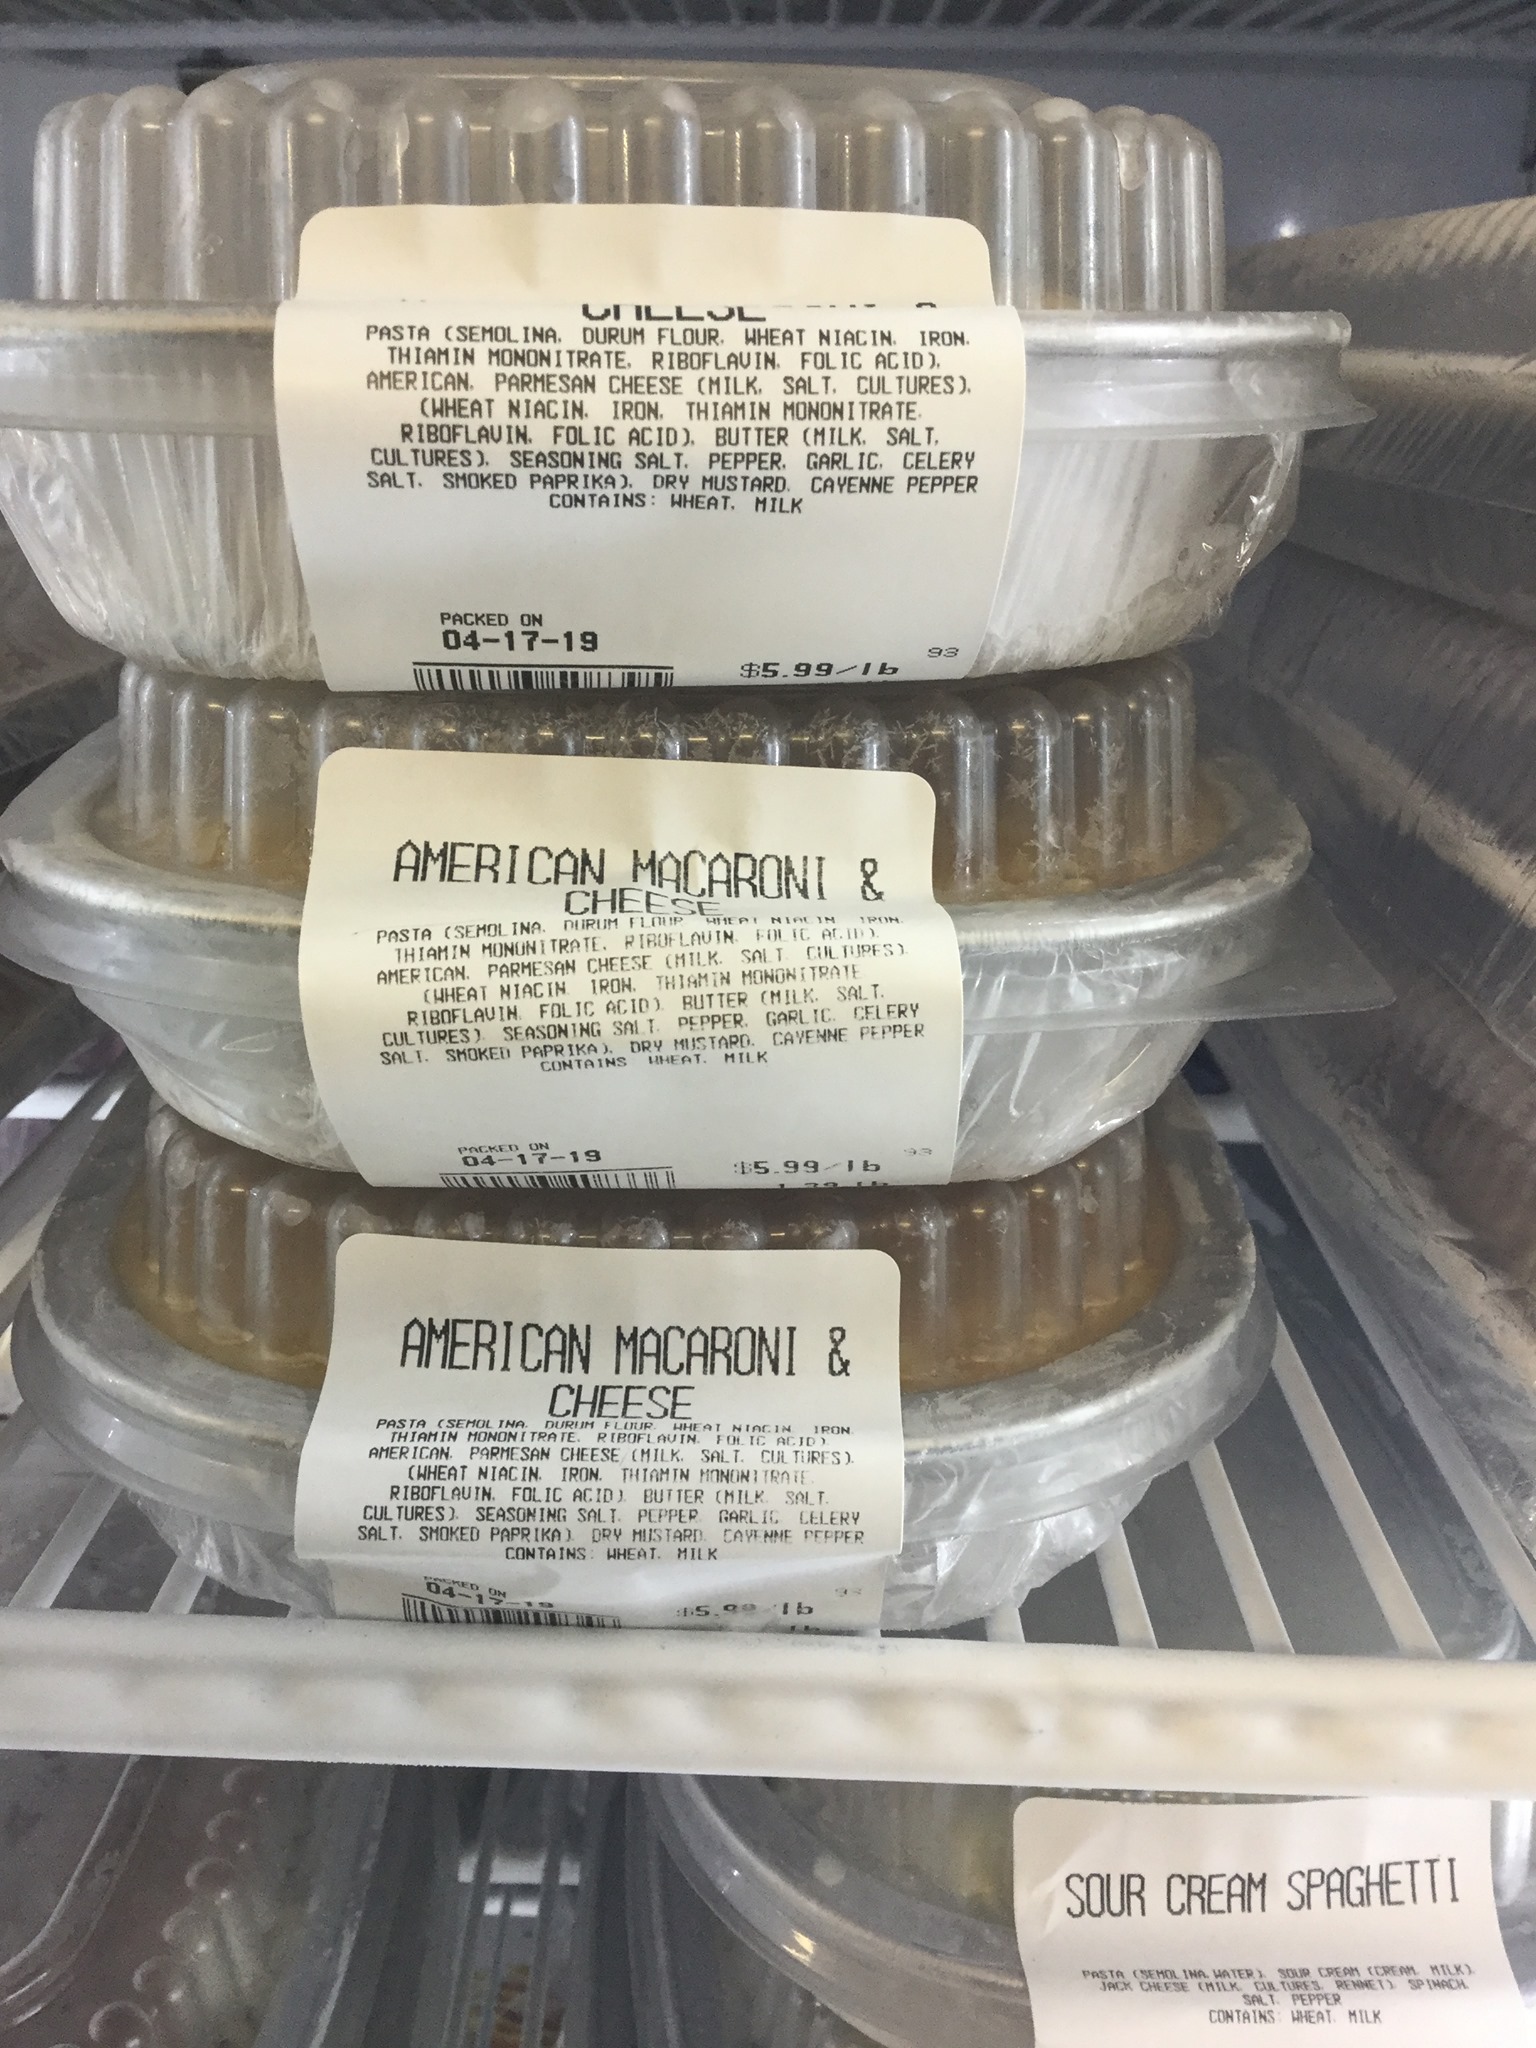 CHEESE
PASTA (SEMOLINA, DURUM FLOUR, WHEAT NIACIN, IRON,
THIAMIN MONONITRATE, RIBOFLAVIN, FOLIC ACID),
AMERICAN, PARMESAN CHEESE (MILK, SALT, CULTURES),
(WHEAT NIACIN, IRON, THIAMIN MONONITRATE,
RIBOFLAVIN, FOLIC ACID), BUTTER (MILK, SALT,
CULTURES), SEASONING SALT, PEPPER, GARLIC, CELERY
SALT, SMOKED PAPRIKA), DRY MUSTARD, CAYENNE PEPPER
CONTAINS: WHEAT, MILK
PACKED ON
04-17-19
$5.99/lb
93
AMERICAN MACARONI &
CHEESE
PASTA (SEMOLINA, DURUM FLOUR, WHEAT NIACIN, IRON,
THIAMIN MONONITRATE, RIBOFLAVIN, FOLIC ACID),
AMERICAN, PARMESAN CHEESE (MILK, SALT, CULTURES),
(WHEAT NIACIN, IRON, THIAMIN MONONITRATE
RIBOFLAVIN, FOLIC ACID), BUTTER (MILK, SALT,
CULTURES), SEASONING SALT, PEPPER, GARLIC, CELERY
SALT, SMOKED PAPRIKA), DRY MUSTARD, CAYENNE PEPPER
CONTAINS WHEAT, MILK
PACKED ON
04-17-19
$5.99/lb
93
AMERICAN MACARONI &
CHEESE
PASTA (SEMOLINA, DURUM FLOUR, WHEAT NIACIN, IRON,
THIAMIN MONONITRATE, RIBOFLAVIN, FOLIC ACID),
AMERICAN, PARMESAN CHEESE (MILK, SALT, CULTURES),
(WHEAT NIACIN, IRON, THIAMIN MONONITRATE,
RIBOFLAVIN, FOLIC ACID), BUTTER (MILK, SALT,
CULTURES), SEASONING SALT, PEPPER, GARLIC, CELERY
SALT, SMOKED PAPRIKA), DRY MUSTARD, CAYENNE PEPPER
CONTAINS: WHEAT, MILK
PACKED ON
04-17-19
$5.99/lb
93
SOUR CREAM SPAGHETTI
PASTA (SEMOLINA, WATER), SOUR CREAM (CREAM, MILK),
JACK CHEESE (MILK, CULTURES, RENNET), SPINACH,
SALT, PEPPER
CONTAINS: WHEAT, MILK